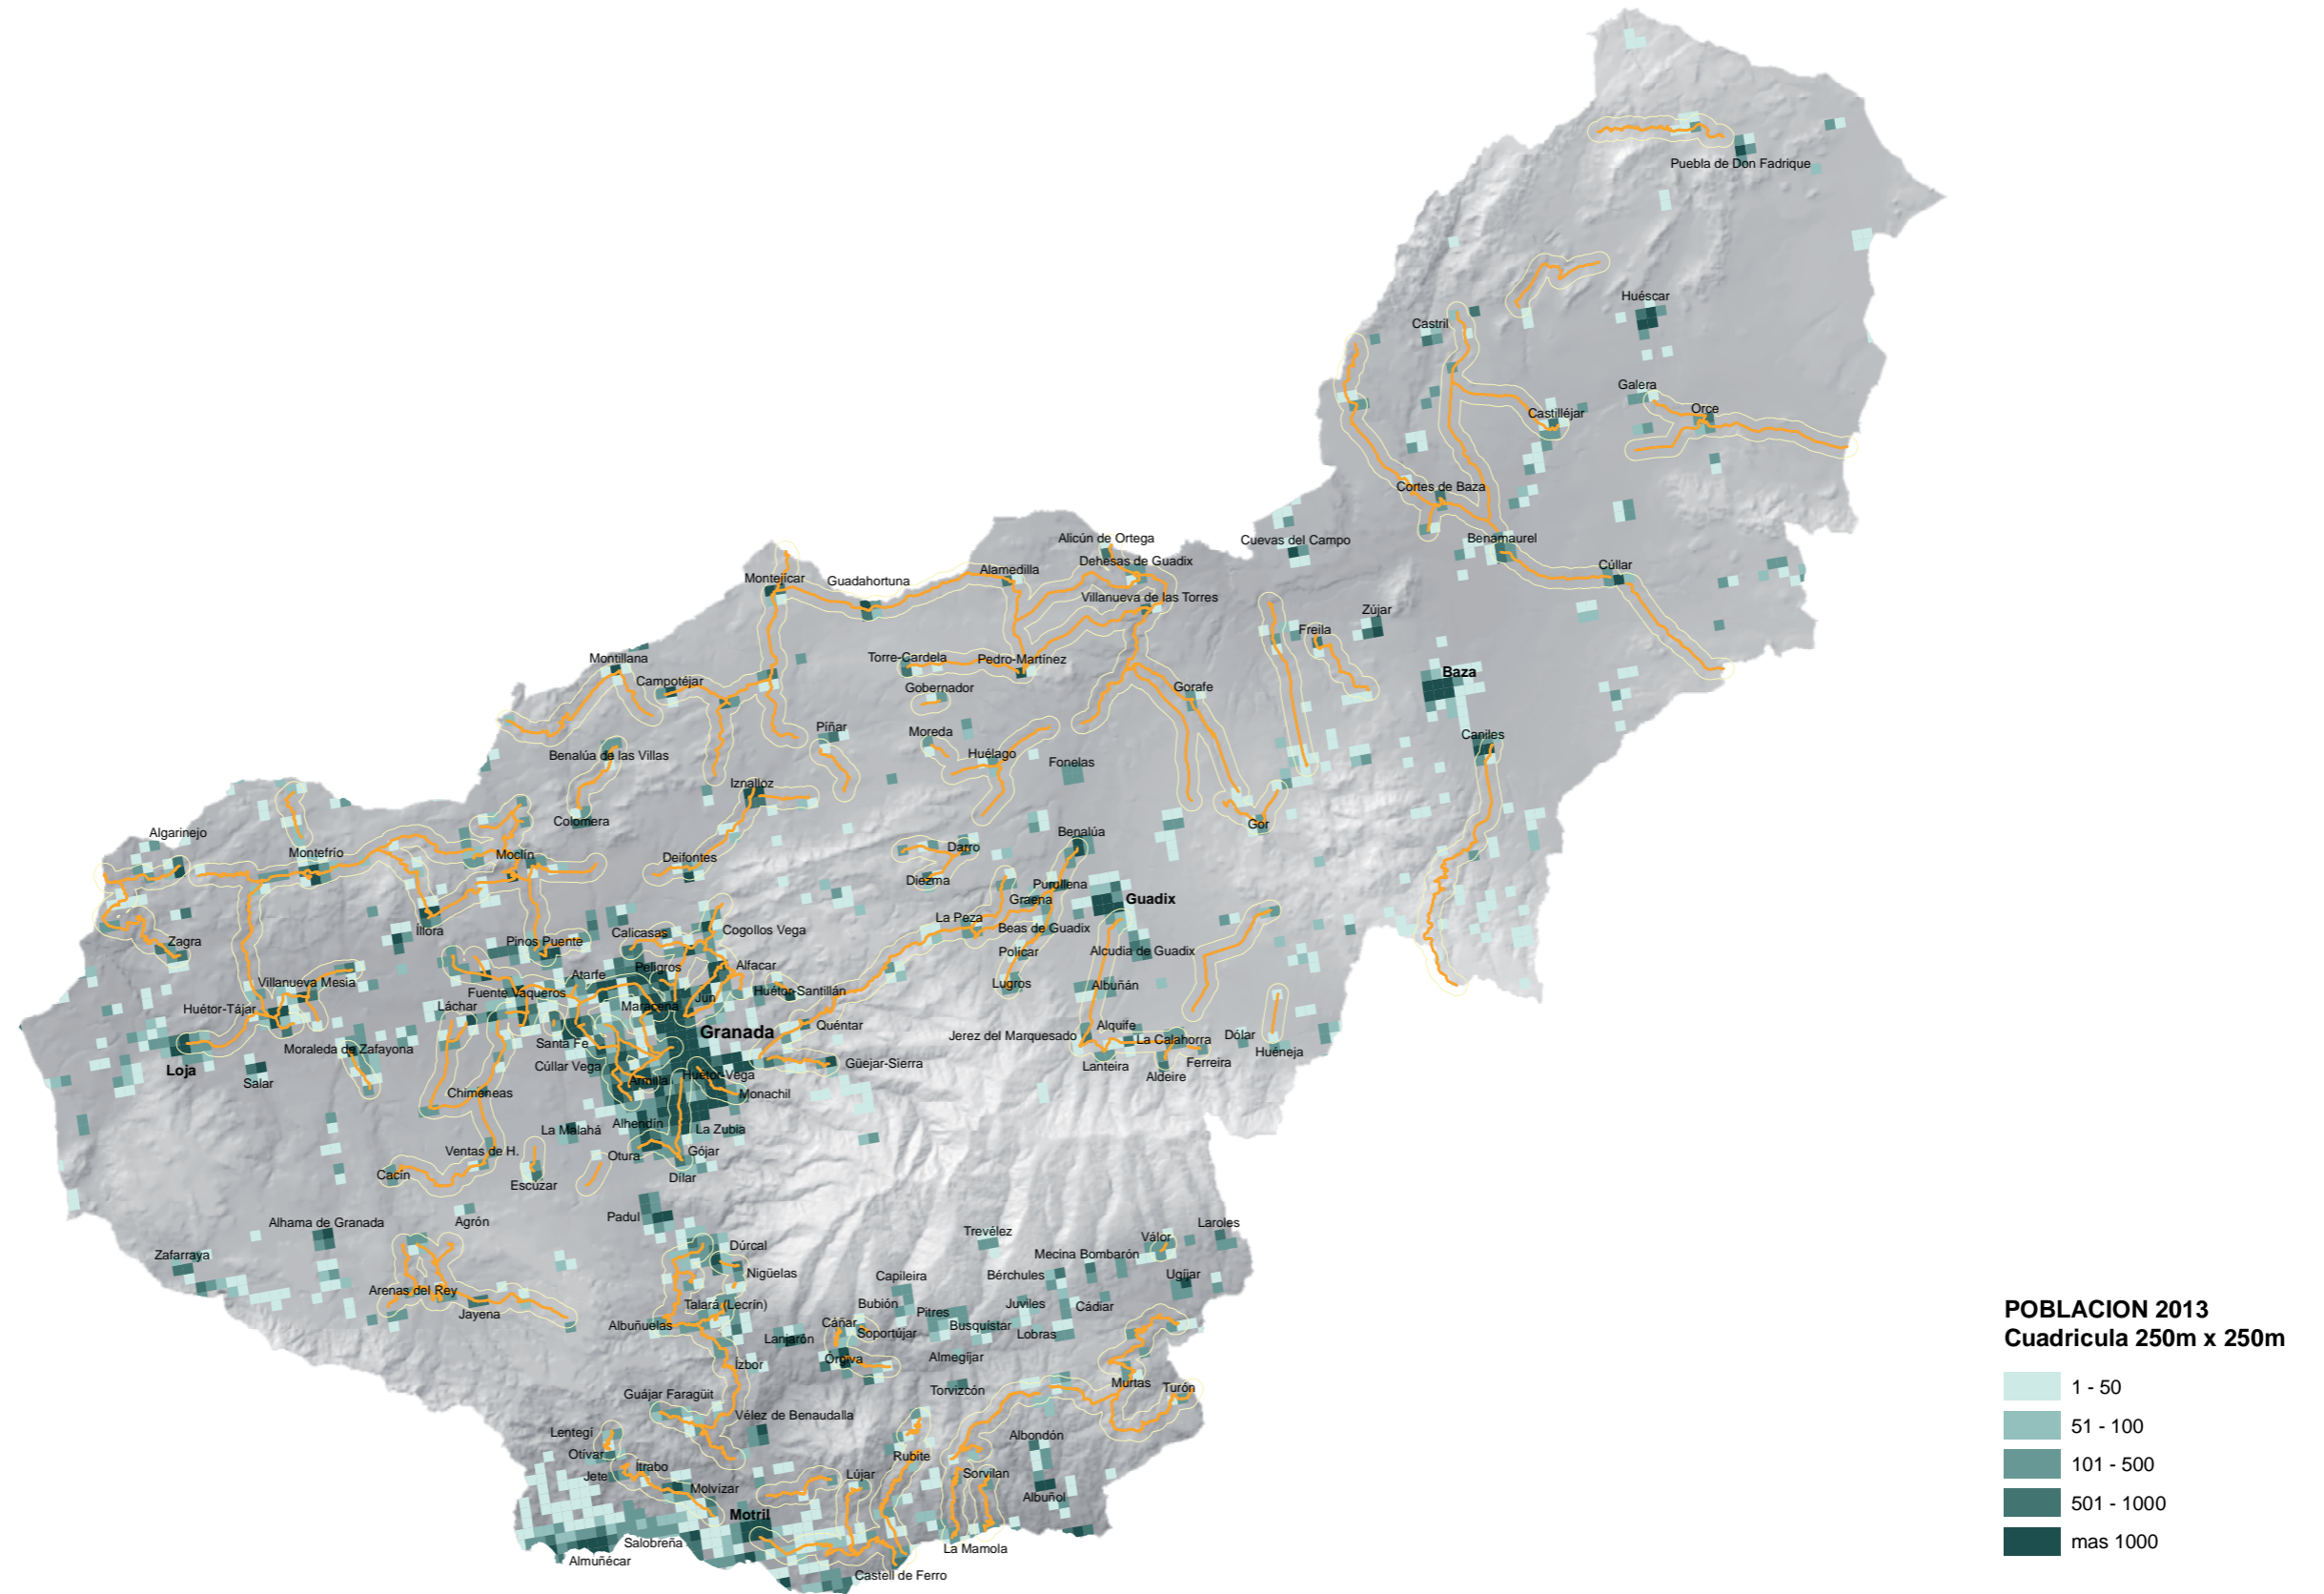 Puebla de Don Fadrique
Huéscar
Castril
Galera
Orce
Castilléjar
Cortes de Baza
Benamaurel
Cuevas del Campo
Cúllar
Alicún de Ortega
Dehesas de Guadix
Alamedilla
Villanueva de las Torres
Montejícar
Guadahortuna
Zújar
Freila
Baza
Caniles
Montillana
Campotéjar
Torre-Cardela
Pedro-Martínez
Gobernador
Gorafe
Píñar
Moreda
Huélago
Fonelas
Benalúa de las Villas
Iznalloz
Colomera
Gor
Algarinejo
Montefrío
Moclín
Deifontes
Darro
Benalúa
Diezma
Purullena
Graena
Guadix
La Peza
Beas de Guadix
Íllora
Zagra
Pinos Puente
Calicasas
Cogollos Vega
Polícar
Alcudia de Guadix
Peligros
Alfacar
Atarfe
Villanueva Mesia
Fuente Vaqueros
Huétor-Santillán
Lugros
Albuñán
Jun
Maracena
Láchar
Huétor-Tájar
Granada
Quéntar
Santa Fe
Jerez del Marquesado
Alquife
La Calahorra
Dólar
Huéneja
Moraleda de Zafayona
Loja
Salar
Cúllar Vega
Güejar-Sierra
Lanteira
Ferreira
Aldeire
Armilla
Huétor-Vega
Monachil
Chimeneas
La Malahá
Alhendín
La Zubia
Ventas de H.
Otura
Gójar
Dílar
Cacín
Escúzar
Padul
Agrón
Alhama de Granada
Zafarraya
Dúrcal
Nigüelas
Trevélez
Válor
Laroles
Mecina Bombarón
Bérchules
Ugíjar
Capileira
Arenas del Rey
Jayena
Talará (Lecrín)
Albuñuelas
Bubión
Pitres
Juviles
Cádiar
Cáñar
Soportújar
Busquístar
Lobras
Lanjarón
Órgiva
Almegíjar
Ízbor
Torvizcón
Murtas
Turón
Guájar Faragüit
Vélez de Benaudalla
Lentegí
Otívar
Ítrabo
Jete
Molvízar
Lújar
Rubite
Albondón
Sorvilan
Albuñol
Motril
Salobreña
Almuñécar
La Mamola
Castell de Ferro
POBLACION 2013
Cuadricula 250m x 250m
1 - 50
51 - 100
101 - 500
501 - 1000
mas 1000